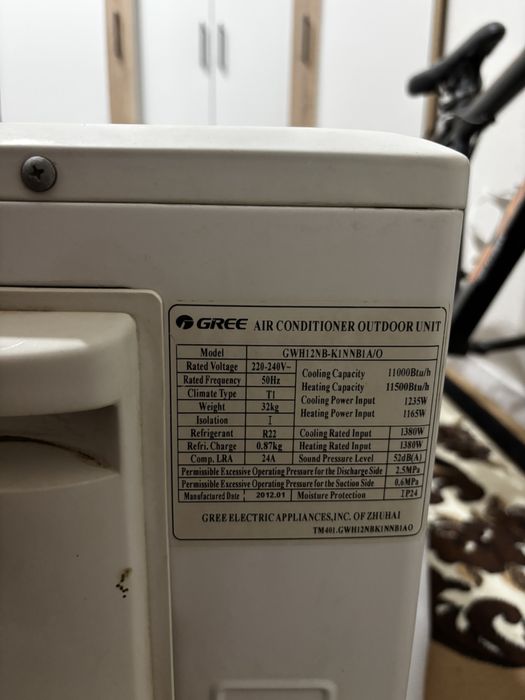 GREE AIR CONDITIONER OUTDOOR UNIT
Model GWH12NB-K1NNB1A/O
Rated Voltage 220-240V~ Cooling Capacity 11000Btu/h
Rated Frequency 50Hz Heating Capacity 11500Btu/h
Climate Type T1 Cooling Power Input 1235W
Weight 32kg Heating Power Input 1165W
Isolation I
Refrigerant R22 Cooling Rated Input 1380W
Refri. Charge 0.87kg Heating Rated Input 1380W
Comp. LRA 24A Sound Pressure Level 52dB(A)
Permissible Excessive Operating Pressure for the Discharge Side 2.5MPa
Permissible Excessive Operating Pressure for the Suction Side 0.6MPa
Manufactured Date 2012.01 Moisture Protection IP24
GREE ELECTRIC APPLIANCES,INC. OF ZHUHAI
TM401.GWH12NBK1NNB1AO